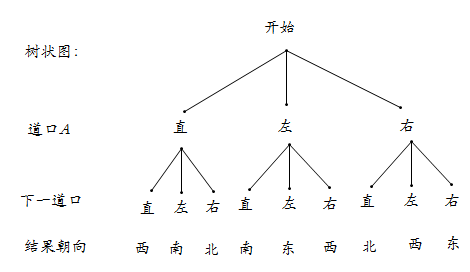 开始
树状图:
道口A 直 左 右
下一道口 直 左 右 直 左 右 直 左 右
结果朝向 西 南 北 南 东 西 北 西 东